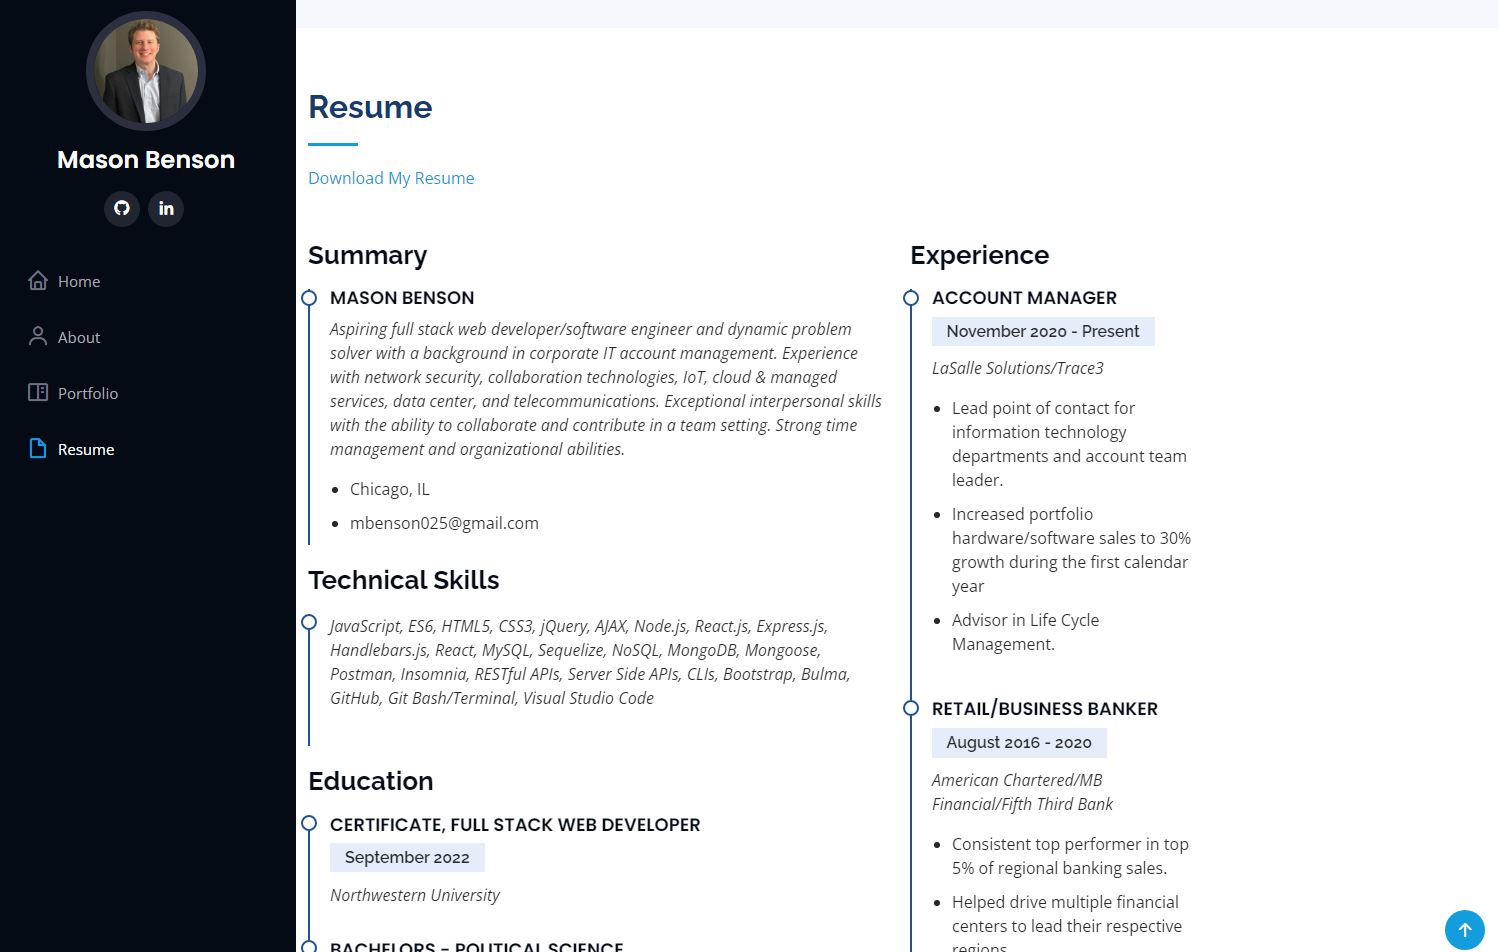 Mason Benson
in
Home
About
Portfolio
Resume
Resume
Download My Resume
Summary
MASON BENSON
Aspiring full stack web developer/software engineer and dynamic problem
solver with a background in corporate IT account management. Experience
with network security, collaboration technologies, IoT, cloud & managed
services, data center, and telecommunications. Exceptional interpersonal skills
with the ability to collaborate and contribute in a team setting. Strong time
management and organizational abilities.
Chicago, IL
mbenson025@gmail.com
Technical Skills
JavaScript, ES6, HTML5, CSS3, jQuery, AJAX, Node.js, React.js, Express.js,
Handlebars.js, React, MySQL, Sequelize, NoSQL, MongoDB, Mongoose,
Postman, Insomnia, RESTful APIs, Server Side APIs, CLIs, Bootstrap, Bulma,
GitHub, Git Bash/Terminal, Visual Studio Code
Education
CERTIFICATE, FULL STACK WEB DEVELOPER
September 2022
Northwestern University
BACHELORS - POLITICAL SCIENCE
Experience
ACCOUNT MANAGER
November 2020 - Present
LaSalle Solutions/Trace3
Lead point of contact for
information technology
departments and account team
leader.
Increased portfolio
hardware/software sales to 30%
growth during the first calendar
year
Advisor in Life Cycle
Management.
RETAIL/BUSINESS BANKER
August 2016 - 2020
American Chartered/MB
Financial/Fifth Third Bank
Consistent top performer in top
5% of regional banking sales.
Helped drive multiple financial
centers to lead their respective
regions